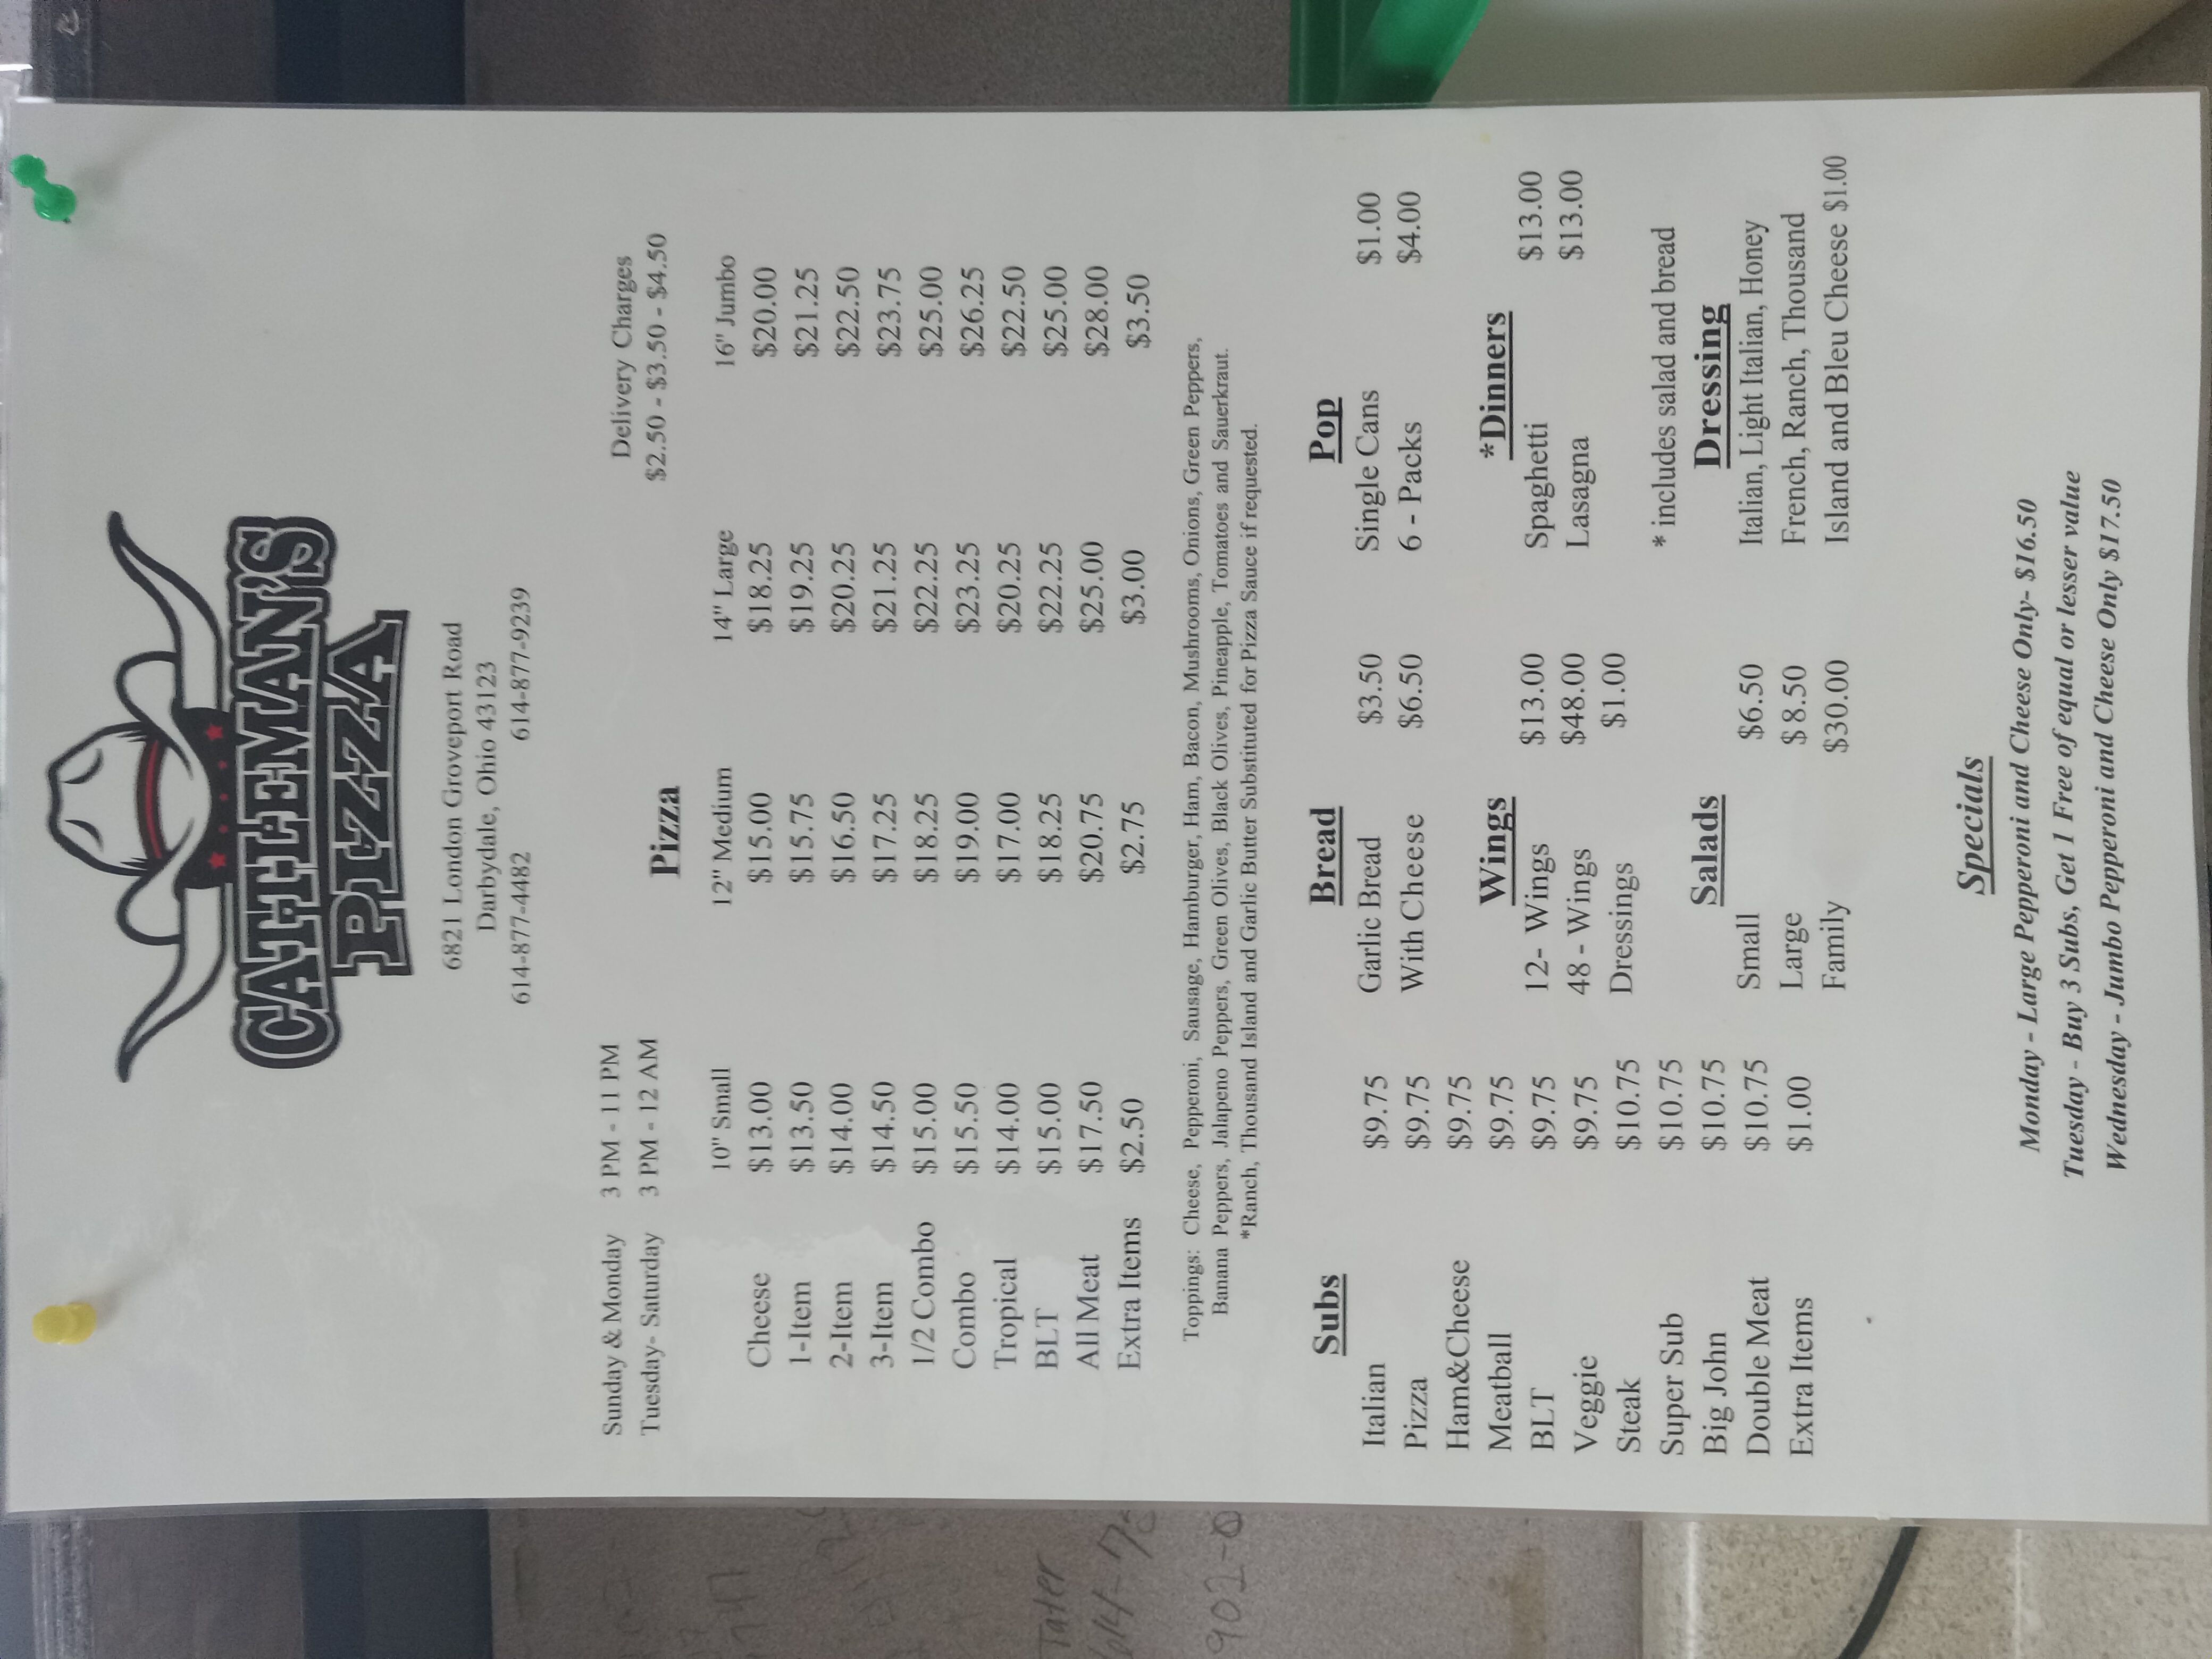 CATTLEMAN'S
PIZZA
6821 London Groveport Road
Darbydale, Ohio 43123
614-877-4482 614-877-9239
Sunday & Monday 3 PM - 11 PM Delivery Charges
Tuesday- Saturday 3 PM - 12 AM $2.50 - $3.50 - $4.50
Pizza
10" Small 12" Medium 14" Large 16" Jumbo
Cheese $13.00 $15.00 $18.25 $20.00
1-Item $13.50 $15.75 $19.25 $21.25
2-Item $14.00 $16.50 $20.25 $22.50
3-Item $14.50 $17.25 $21.25 $23.75
1/2 Combo $15.00 $18.25 $22.25 $25.00
Combo $15.50 $19.00 $23.25 $26.25
Tropical $14.00 $17.00 $20.25 $22.50
BLT $15.00 $18.25 $22.25 $25.00
All Meat $17.50 $20.75 $25.00 $28.00
Extra Items $2.50 $2.75 $3.00 $3.50
Toppings: Cheese, Pepperoni, Sausage, Hamburger, Ham, Bacon, Mushrooms, Onions, Green Peppers,
Banana Peppers, Jalapeno Peppers, Green Olives, Black Olives, Pineapple, Tomatoes and Sauerkraut.
*Ranch, Thousand Island and Garlic Butter Substituted for Pizza Sauce if requested.
Subs
Italian $9.75
Pizza $9.75
Ham&Cheese $9.75
Meatball $9.75
BLT $9.75
Veggie $9.75
Steak $10.75
Super Sub $10.75
Big John $10.75
Double Meat $10.75
Extra Items $1.00
Bread
Garlic Bread $3.50
With Cheese $6.50
Wings
12- Wings $13.00
48 - Wings $48.00
Dressings $1.00
Salads
Small $6.50
Large $ 8.50
Family $30.00
Pop
Single Cans $1.00
6 - Packs $4.00
*Dinners
Spaghetti $13.00
Lasagna $13.00
* includes salad and bread
Dressing
Italian, Light Italian, Honey
French, Ranch, Thousand
Island and Bleu Cheese $1.00
Specials
Monday - Large Pepperoni and Cheese Only- $16.50
Tuesday - Buy 3 Subs, Get 1 Free of equal or lesser value
Wednesday - Jumbo Pepperoni and Cheese Only $17.50
Tater